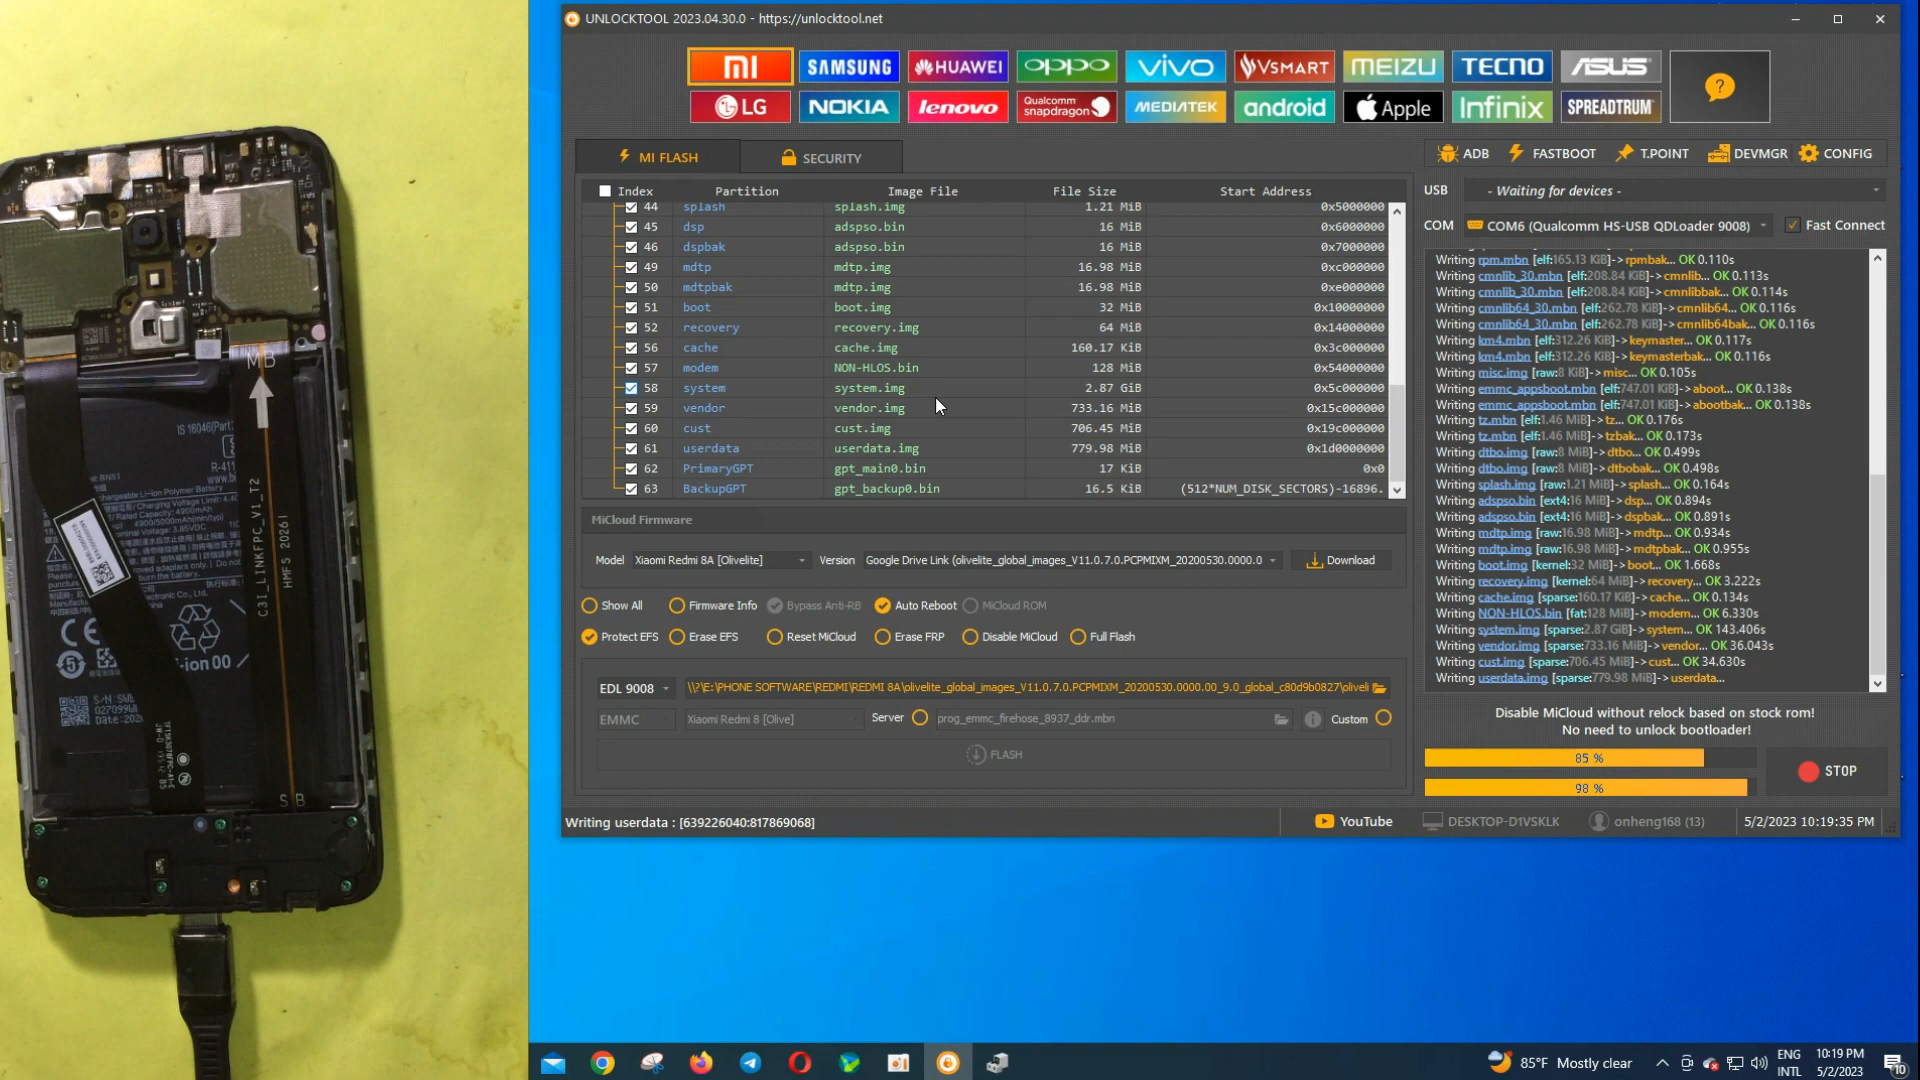 UNLOCKTOOL 2023.04.30.0 - https://unlocktool.net
mi SAMSUNG HUAWEI oppo vivo VSMART MEIZU TECNO ASUS
LG NOKIA lenovo Qualcomm snapdragon MEDIATEK android Apple Infinix SPREADTRUM
?
MI FLASH SECURITY
ADB FASTBOOT T.POINT DEVMGR CONFIG
USB - Waiting for devices -
COM COM6 (Qualcomm HS-USB QDLoader 9008) Fast Connect
Index Partition Image File File Size Start Address
44 splash splash.img 1.21 MiB 0x5000000
45 dsp adspso.bin 16 MiB 0x6000000
46 dspbak adspso.bin 16 MiB 0x7000000
49 mdtp mdtp.img 16.98 MiB 0xc000000
50 mdtpbak mdtp.img 16.98 MiB 0xe000000
51 boot boot.img 32 MiB 0x10000000
52 recovery recovery.img 64 MiB 0x14000000
56 cache cache.img 160.17 KiB 0x3c000000
57 modem NON-HLOS.bin 128 MiB 0x54000000
58 system system.img 2.87 GiB 0x5c000000
59 vendor vendor.img 733.16 MiB 0x15c000000
60 cust cust.img 706.45 MiB 0x19c000000
61 userdata userdata.img 779.98 MiB 0x1d0000000
62 PrimaryGPT gpt_main0.bin 17 KiB 0x0
63 BackupGPT gpt_backup0.bin 16.5 KiB (512*NUM_DISK_SECTORS)-16896.
Writing rpm.mbn [elf:165.13 KiB]->rpmbak... OK 0.110s
Writing cmnlib_30.mbn [elf:208.84 KiB]->cmnlib... OK 0.113s
Writing cmnlib_30.mbn [elf:208.84 KiB]->cmnlibbak... OK 0.114s
Writing cmnlib64_30.mbn [elf:262.78 KiB]->cmnlib64... OK 0.116s
Writing cmnlib64_30.mbn [elf:262.78 KiB]->cmnlib64bak... OK 0.116s
Writing km4.mbn [elf:312.26 KiB]->keymaster... OK 0.117s
Writing km4.mbn [elf:312.26 KiB]->keymasterbak... OK 0.116s
Writing misc.img [raw:8 KiB]->misc... OK 0.105s
Writing emmc_appsboot.mbn [elf:747.01 KiB]->aboot... OK 0.138s
Writing emmc_appsboot.mbn [elf:747.01 KiB]->abootbak... OK 0.138s
Writing tz.mbn [elf:1.46 MiB]->tz... OK 0.176s
Writing tz.mbn [elf:1.46 MiB]->tzbak... OK 0.173s
Writing dtbo.img [raw:8 MiB]->dtbo... OK 0.499s
Writing dtbo.img [raw:8 MiB]->dtbobak... OK 0.498s
Writing splash.img [raw:1.21 MiB]->splash... OK 0.164s
Writing adspso.bin [ext4:16 MiB]->dsp... OK 0.894s
Writing adspso.bin [ext4:16 MiB]->dspbak... OK 0.891s
Writing mdtp.img [raw:16.98 MiB]->mdtp... OK 0.934s
Writing mdtp.img [raw:16.98 MiB]->mdtpbak... OK 0.955s
Writing boot.img [kernel:32 MiB]->boot... OK 1.668s
Writing recovery.img [kernel:64 MiB]->recovery... OK 3.222s
Writing cache.img [sparse:160.17 KiB]->cache... OK 0.134s
Writing NON-HLOS.bin [fat:128 MiB]->modem... OK 6.330s
Writing system.img [sparse:2.87 GiB]->system... OK 143.406s
Writing vendor.img [sparse:733.16 MiB]->vendor... OK 36.043s
Writing cust.img [sparse:706.45 MiB]->cust... OK 34.630s
Writing userdata.img [sparse:779.98 MiB]->userdata...
MiCloud Firmware
Model Xiaomi Redmi 8A [Olivelite] Version Google Drive Link (olivelite_global_images_V11.0.7.0.PCPMIXM_20200530.0000.0 Download
Show All Firmware Info Bypass Anti-RB Auto Reboot MiCloud ROM
Protect EFS Erase EFS Reset MiCloud Erase FRP Disable MiCloud Full Flash
EDL 9008 \\?\E:\PHONE SOFTWARE\REDMI\REDMI 8A\olivelite_global_images_V11.0.7.0.PCPMIXM_20200530.0000.00_9.0_global_c80d9b0827\oliveli
EMMC Xiaomi Redmi 8 [Olive] Server prog_emmc_firehose_8937_ddr.mbn Custom
FLASH
Disable MiCloud without relock based on stock rom!
No need to unlock bootloader!
85 %
98 %
STOP
Writing userdata : [639226040:817869068]
YouTube DESKTOP-D1VSKLK onheng168 (13) 5/2/2023 10:19:35 PM
85°F Mostly clear
ENG
INTL
10:19 PM
5/2/2023
10
MB
IS 16046(Part
BN51
C3I_LINKFPC_V1_T2
HMFS 20261
CE
S B